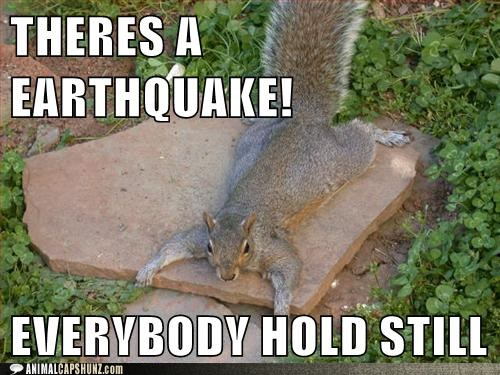 THERES A
EARTHQUAKE!
EVERYBODY HOLD STILL
ANIMALCAPSHUNZ.com